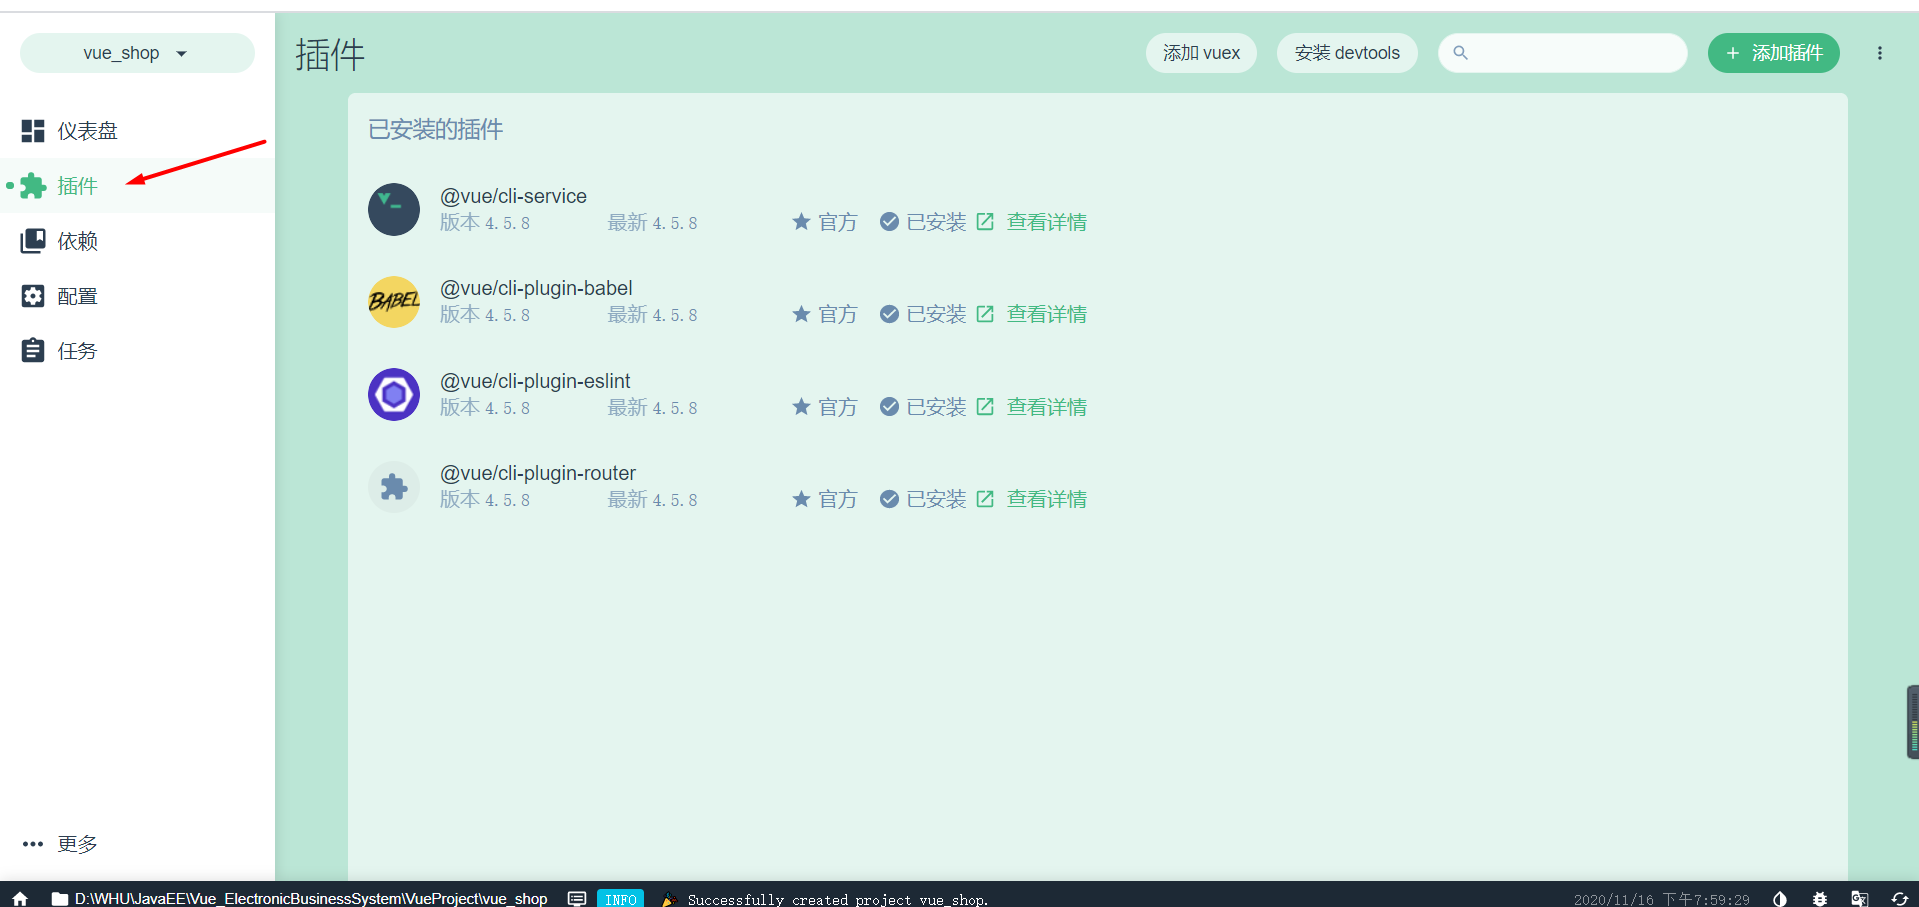 vue_shop
仪表盘
插件
依赖
配置
任务
更多
插件
添加 vuex
安装 devtools
添加插件
已安装的插件
@vue/cli-service
版本 4.5.8 最新 4.5.8 官方 已安装 查看详情
BABEL
@vue/cli-plugin-babel
版本 4.5.8 最新 4.5.8 官方 已安装 查看详情
@vue/cli-plugin-eslint
版本 4.5.8 最新 4.5.8 官方 已安装 查看详情
@vue/cli-plugin-router
版本 4.5.8 最新 4.5.8 官方 已安装 查看详情
D:\WHU\JavaEE\Vue_ElectronicBusinessSystem\VueProject\vue_shop INFO Successfully created project vue_shop. 2020/11/16 下午7:59:29